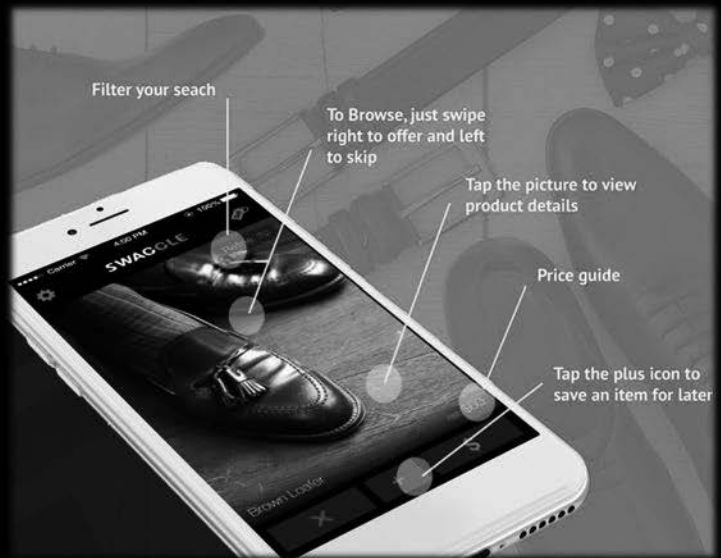 Filter your seach
To Browse, just swipe
right to offer and left
to skip
Tap the picture to view
product details
Price guide
Tap the plus icon to
save an item for later
Carrier
4:00 PM
100%
SWAGGLE
Brown Loafer